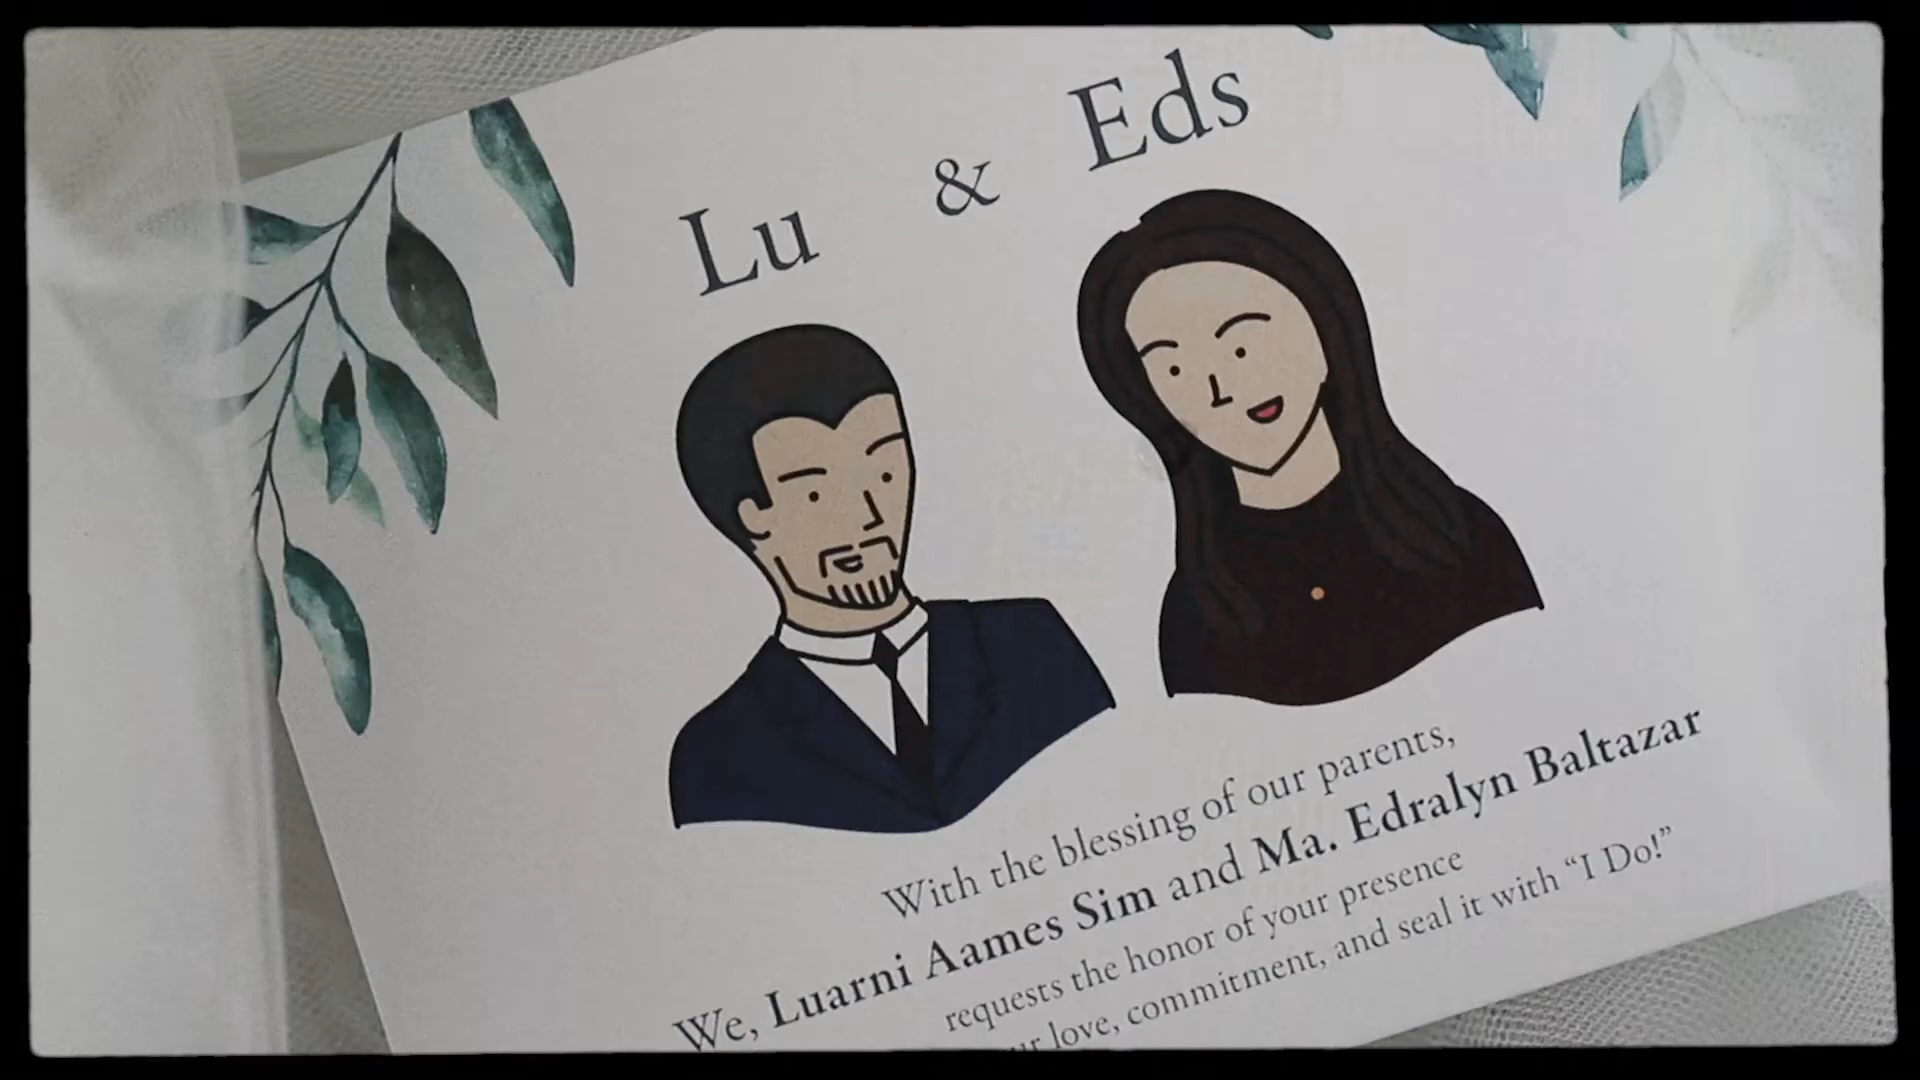 Lu & Eds
With the blessing of our parents,
We, Luarni Aames Sim and Ma. Edralyn Baltazar
requests the honor of your presence
love, commitment, and seal it with “I Do!”